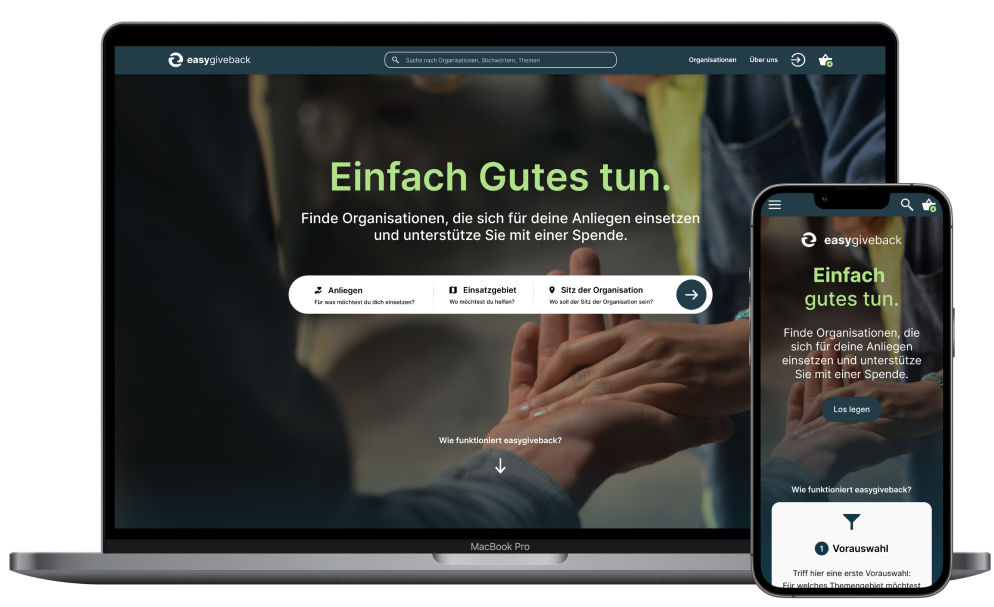 easygiveback
Suche nach Organisationen, Stichwörtern, Themen
Organisationen
Über uns
Einfach Gutes tun.
Finde Organisationen, die sich für deine Anliegen einsetzen
und unterstütze Sie mit einer Spende.
Anliegen
Für was möchtest du dich einsetzen?
Einsatzgebiet
Wo möchtest du helfen?
Sitz der Organisation
Wo soll der Sitz der Organisation sein?
Wie funktioniert easygiveback?
MacBook Pro
easygiveback
Einfach
gutes tun.
Finde Organisationen, die
sich für deine Anliegen
einsetzen und unterstütze
Sie mit einer Spende.
Los legen
Wie funktioniert easygiveback?
1 Vorauswahl
Triff hier eine erste Vorauswahl:
Für welches Themengebiet möchtest